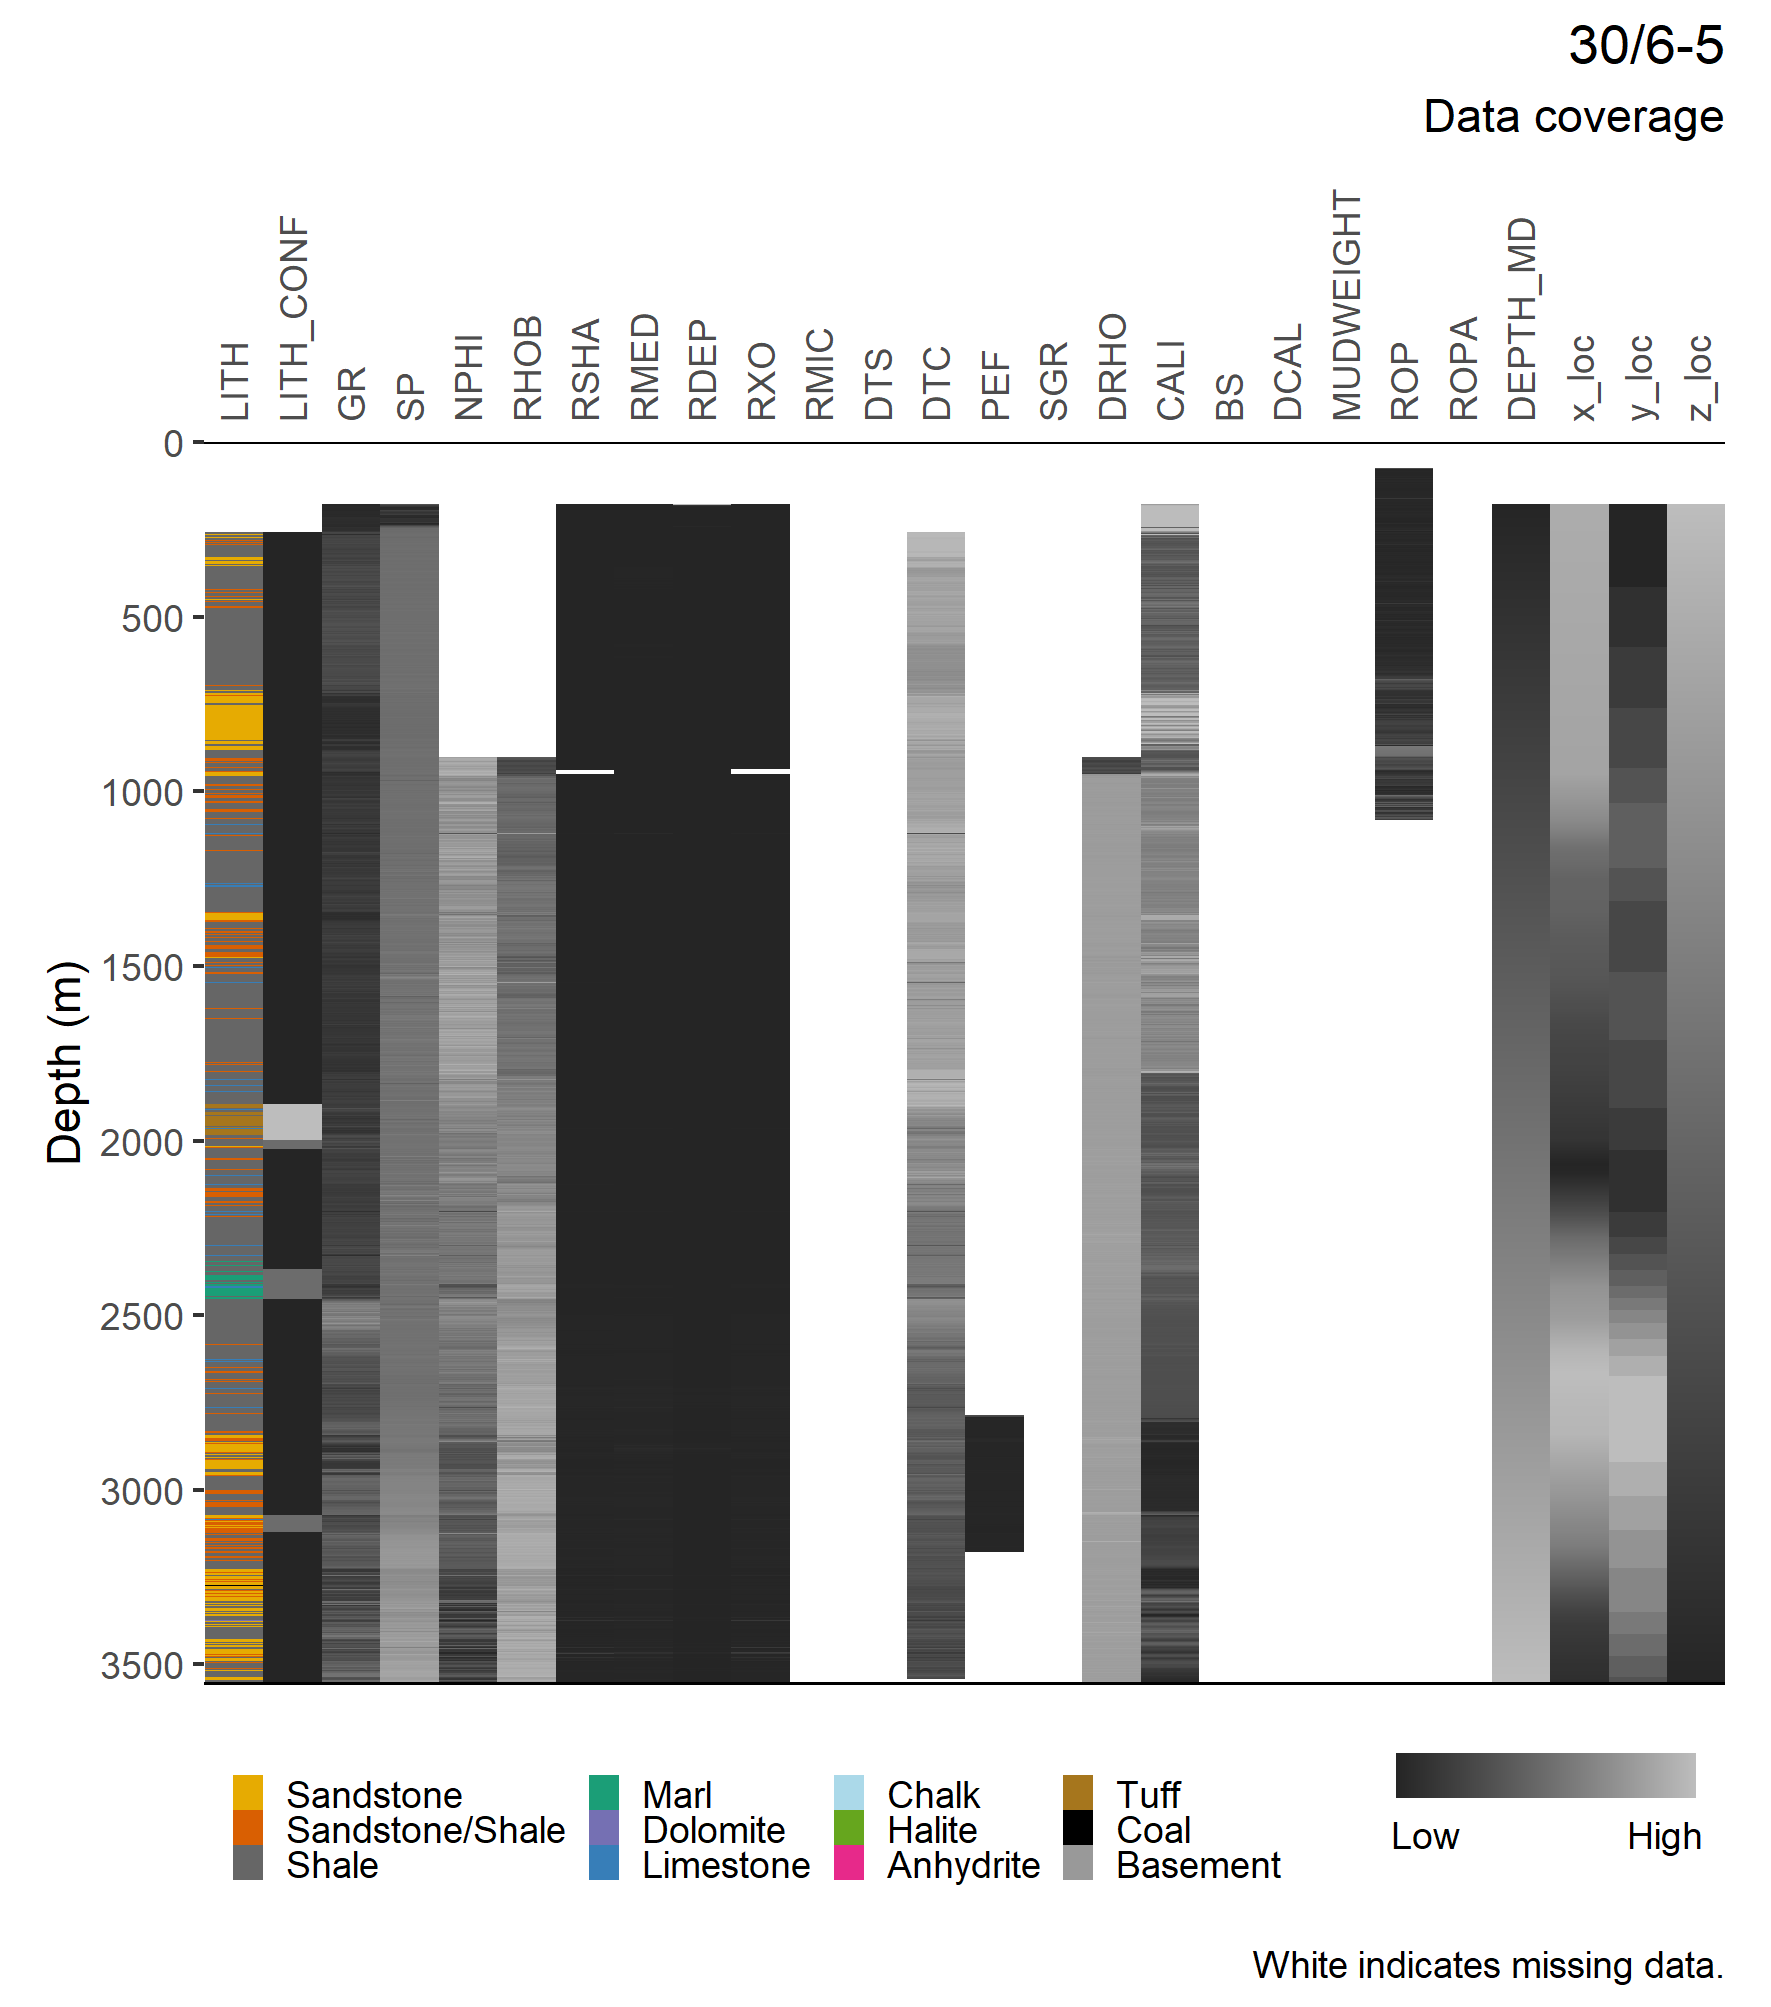 30/6-5
Data coverage
LITH
LITH_CONF
GR
SP
NPHI
RHOB
RSHA
RMED
RDEP
RXO
RMIC
DTS
DTC
PEF
SGR
DRHO
CALI
BS
DCAL
MUDWEIGHT
ROP
ROPA
DEPTH_MD
x_loc
y_loc
z_loc
Depth (m)
0
500
1000
1500
2000
2500
3000
3500
Sandstone
Sandstone/Shale
Shale
Marl
Dolomite
Limestone
Chalk
Halite
Anhydrite
Tuff
Coal
Basement
Low High
White indicates missing data.